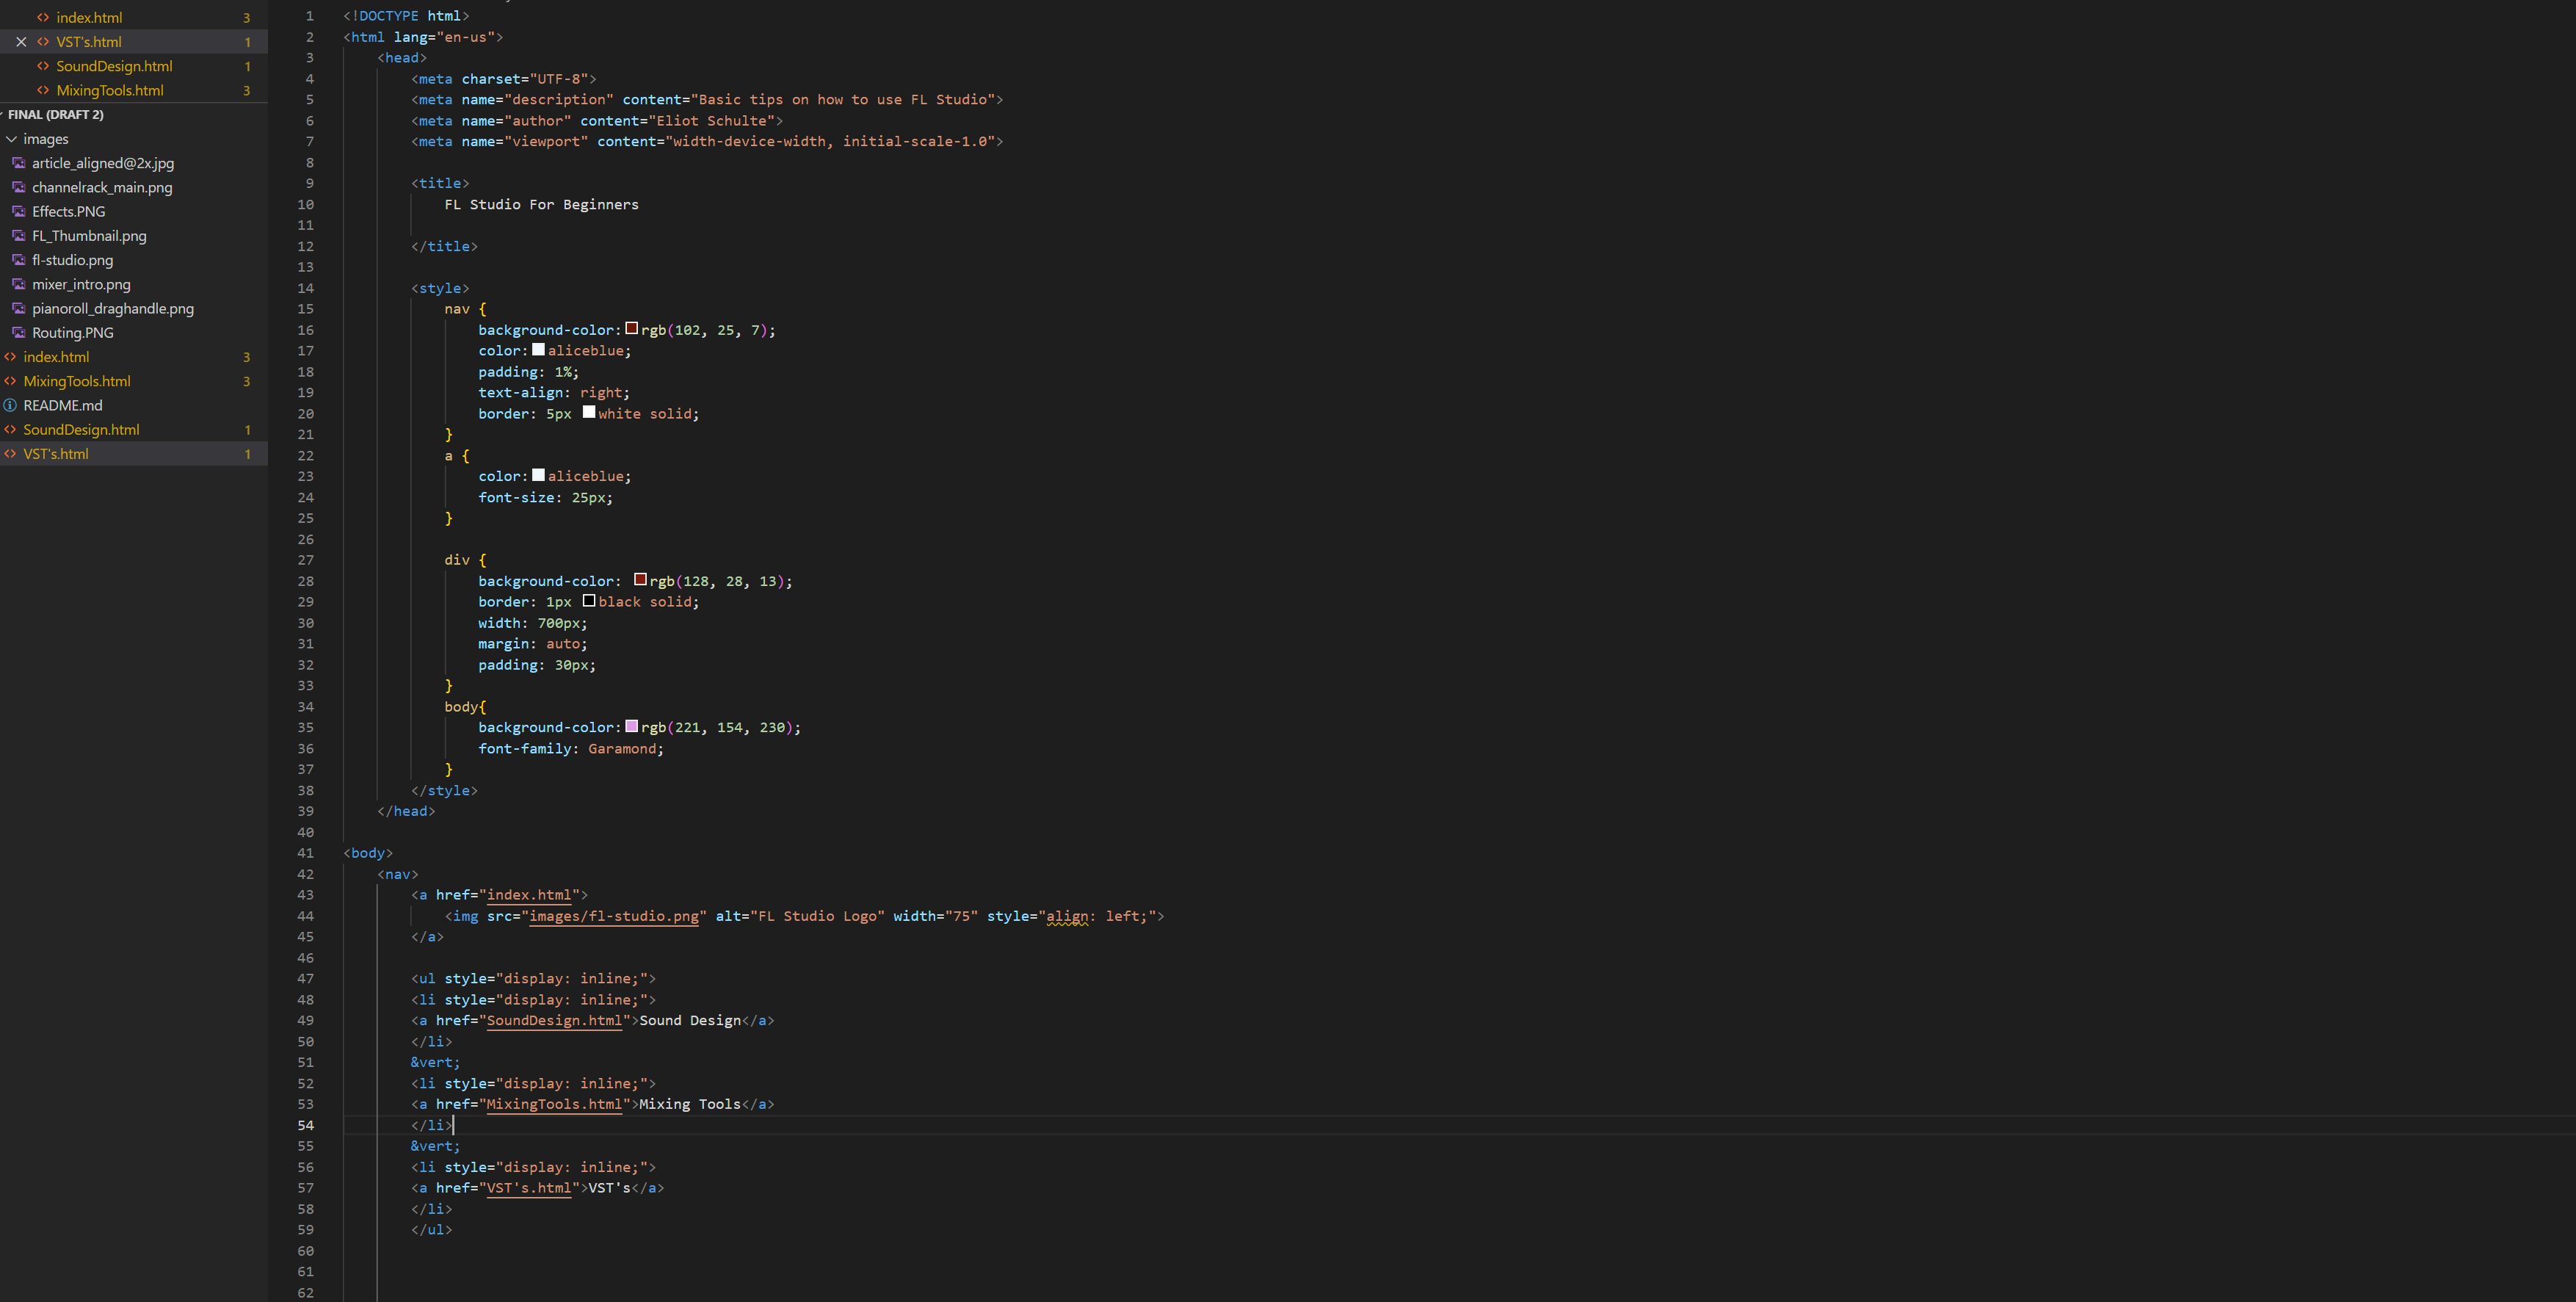 index.html 3
VST's.html 1
SoundDesign.html 1
MixingTools.html 3
FINAL (DRAFT 2)
images
article_aligned@2x.jpg
channelrack_main.png
Effects.PNG
FL_Thumbnail.png
fl-studio.png
mixer_intro.png
pianoroll_draghandle.png
Routing.PNG
index.html 3
MixingTools.html 3
README.md
SoundDesign.html 1
VST's.html 1
1 <!DOCTYPE html>
2 <html lang="en-us">
3 <head>
4 <meta charset="UTF-8">
5 <meta name="description" content="Basic tips on how to use FL Studio">
6 <meta name="author" content="Eliot Schulte">
7 <meta name="viewport" content="width-device-width, initial-scale-1.0">
8
9 <title>
10 FL Studio For Beginners
11
12 </title>
13
14 <style>
15 nav {
16 background-color: rgb(102, 25, 7);
17 color: aliceblue;
18 padding: 1%;
19 text-align: right;
20 border: 5px white solid;
21 }
22 a {
23 color: aliceblue;
24 font-size: 25px;
25 }
26
27 div {
28 background-color: rgb(128, 28, 13);
29 border: 1px black solid;
30 width: 700px;
31 margin: auto;
32 padding: 30px;
33 }
34 body{
35 background-color: rgb(221, 154, 230);
36 font-family: Garamond;
37 }
38 </style>
39 </head>
40
41 <body>
42 <nav>
43 <a href="index.html">
44 <img src="images/fl-studio.png" alt="FL Studio Logo" width="75" style="align: left;">
45 </a>
46
47 <ul style="display: inline;">
48 <li style="display: inline;">
49 <a href="SoundDesign.html">Sound Design</a>
50 </li>
51 &vert;
52 <li style="display: inline;">
53 <a href="MixingTools.html">Mixing Tools</a>
54 </li>
55 &vert;
56 <li style="display: inline;">
57 <a href="VST's.html">VST's</a>
58 </li>
59 </ul>
60
61
62